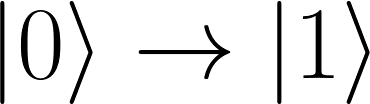 |0⟩ → |1⟩